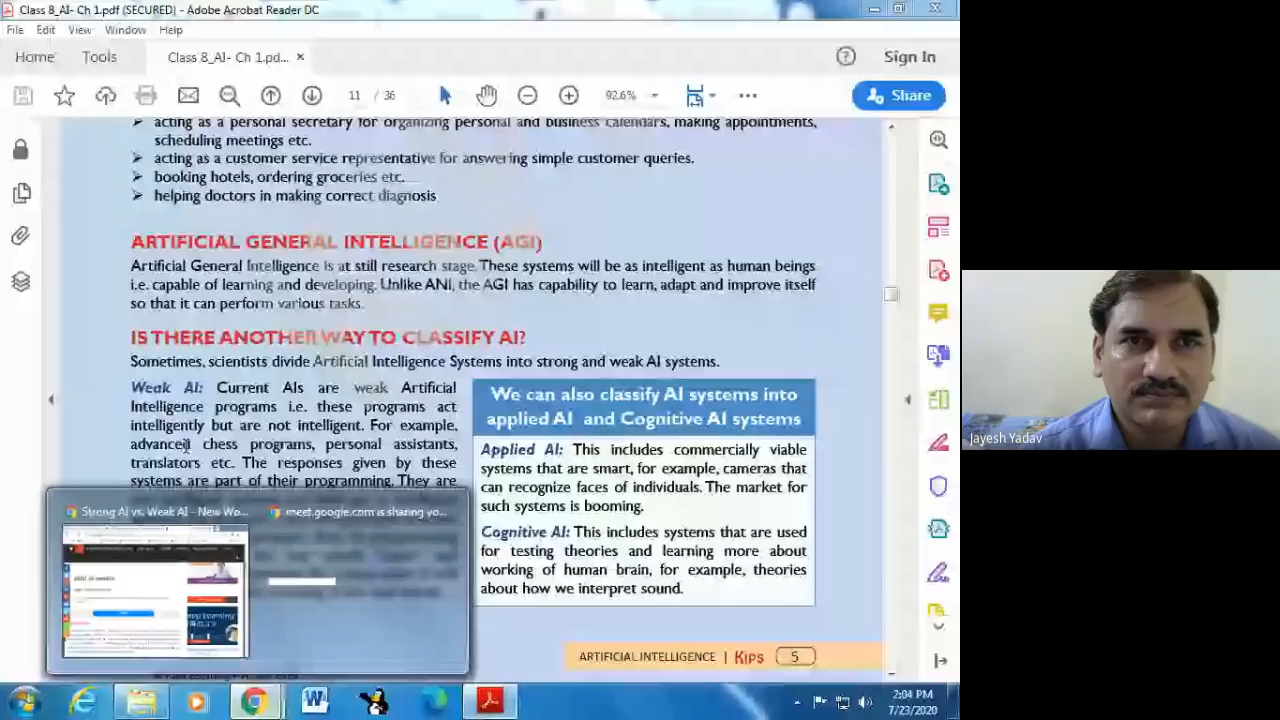 Class 8_AI- Ch 1.pdf (SECURED) - Adobe Acrobat Reader DC
File Edit View Window Help
Home Tools Class 8_AI- Ch 1.pd... × Sign In
11 / 36 92.6% Share
acting as a personal secretary for organizing personal and business calendars, making appointments,
scheduling meetings etc.
acting as a customer service representative for answering simple customer queries.
booking hotels, ordering groceries etc.
helping doctors in making correct diagnosis
ARTIFICIAL GENERAL INTELLIGENCE (AGI)
Artificial General Intelligence is at still research stage. These systems will be as intelligent as human beings
i.e. capable of learning and developing. Unlike ANI, the AGI has capability to learn, adapt and improve itself
so that it can perform various tasks.
IS THERE ANOTHER WAY TO CLASSIFY AI?
Sometimes, scientists divide Artificial Intelligence Systems into strong and weak AI systems.
Weak AI: Current AIs are weak Artificial
Intelligence programs i.e. these programs act
intelligently but are not intelligent. For example,
advanced chess programs, personal assistants,
translators etc. The responses given by these
systems are part of their programming. They are
We can also classify AI systems into
applied AI and Cognitive AI systems
Applied AI: This includes commercially viable
systems that are smart, for example, cameras that
can recognize faces of individuals. The market for
such systems is booming.
Cognitive AI: This includes systems that are used
for testing theories and learning more about
working of human brain, for example, theories
about how we interpret sound.
Strong AI vs. Weak AI - New Wo... meet.google.com is sharing yo...
ARTIFICIAL INTELLIGENCE | KIPS 5
2:04 PM
7/23/2020
Jayesh Yadav